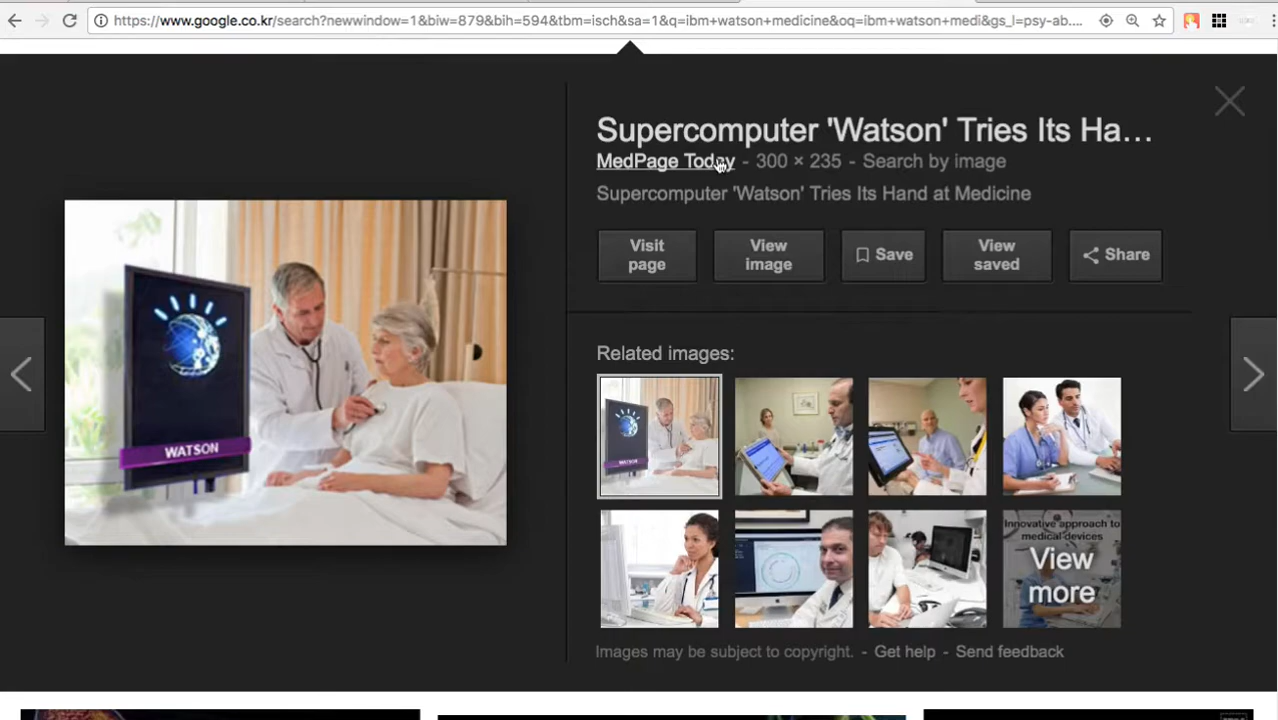 https://www.google.co.kr/search?newwindow=1&biw=879&bih=594&tbm=isch&sa=1&q=ibm+watson+medicine&oq=ibm+watson+medi&gs_l=psy-ab....
Supercomputer 'Watson' Tries Its Ha...
MedPage Today - 300 × 235 - Search by image
Supercomputer 'Watson' Tries Its Hand at Medicine
Visit page
View image
Save
View saved
Share
WATSON
Related images:
Innovative approach to
medical devices
View
more
Images may be subject to copyright. - Get help - Send feedback